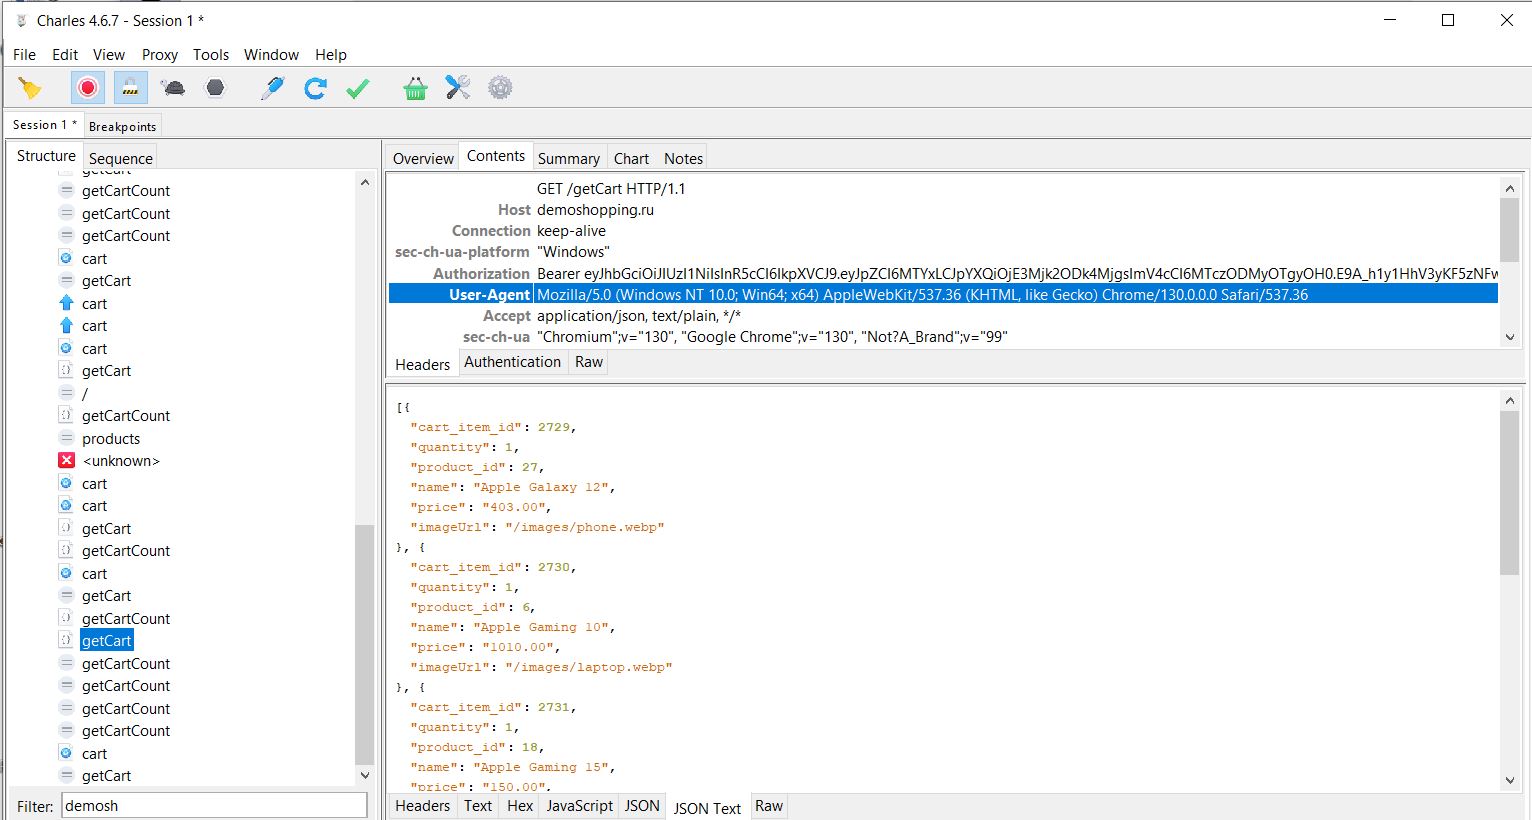 Charles 4.6.7 - Session 1 *
File Edit View Proxy Tools Window Help
Session 1 * Breakpoints
Structure Sequence
getCart
getCartCount
getCartCount
getCartCount
cart
getCart
cart
cart
cart
getCart
/
getCartCount
products
<unknown>
cart
cart
getCart
getCartCount
cart
getCart
getCartCount
getCart
getCartCount
getCartCount
getCartCount
getCartCount
cart
getCart
Filter: demosh
Overview Contents Summary Chart Notes
GET /getCart HTTP/1.1
Host demoshopping.ru
Connection keep-alive
sec-ch-ua-platform "Windows"
Authorization Bearer eyJhbGciOiJIUzI1NiIsInR5cCI6IkpXVCJ9.eyJpZCI6MTYxLCJpYXQiOjE3Mjk2ODk4MjgsImV4cCI6MTczODMyOTgyOH0.E9A_h1y1HhV3yKF5zNFw
User-Agent Mozilla/5.0 (Windows NT 10.0; Win64; x64) AppleWebKit/537.36 (KHTML, like Gecko) Chrome/130.0.0.0 Safari/537.36
Accept application/json, text/plain, */*
sec-ch-ua "Chromium";v="130", "Google Chrome";v="130", "Not?A_Brand";v="99"
Headers Authentication Raw
[{
"cart_item_id": 2729,
"quantity": 1,
"product_id": 27,
"name": "Apple Galaxy 12",
"price": "403.00",
"imageUrl": "/images/phone.webp"
}, {
"cart_item_id": 2730,
"quantity": 1,
"product_id": 6,
"name": "Apple Gaming 10",
"price": "1010.00",
"imageUrl": "/images/laptop.webp"
}, {
"cart_item_id": 2731,
"quantity": 1,
"product_id": 18,
"name": "Apple Gaming 15",
"price": "150.00",
Headers Text Hex JavaScript JSON JSON Text Raw